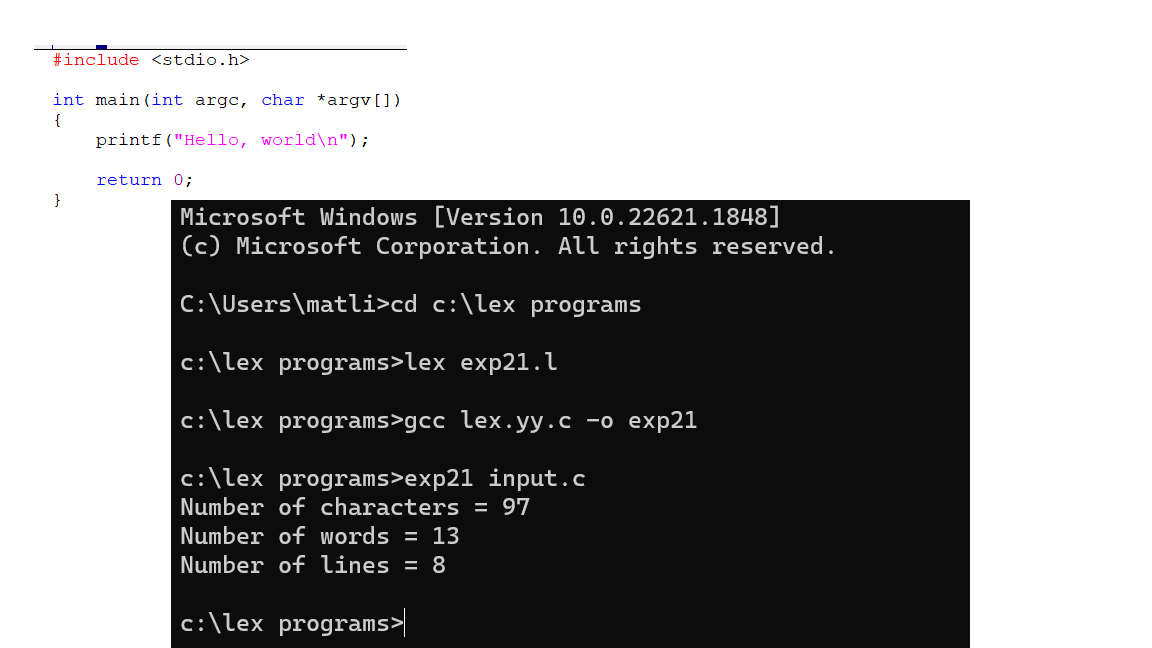 #include <stdio.h>
int main(int argc, char *argv[])
{
printf("Hello, world\n");
return 0;
}
Microsoft Windows [Version 10.0.22621.1848]
(c) Microsoft Corporation. All rights reserved.
C:\Users\matli>cd c:\lex programs
c:\lex programs>lex exp21.l
c:\lex programs>gcc lex.yy.c -o exp21
c:\lex programs>exp21 input.c
Number of characters = 97
Number of words = 13
Number of lines = 8
c:\lex programs>